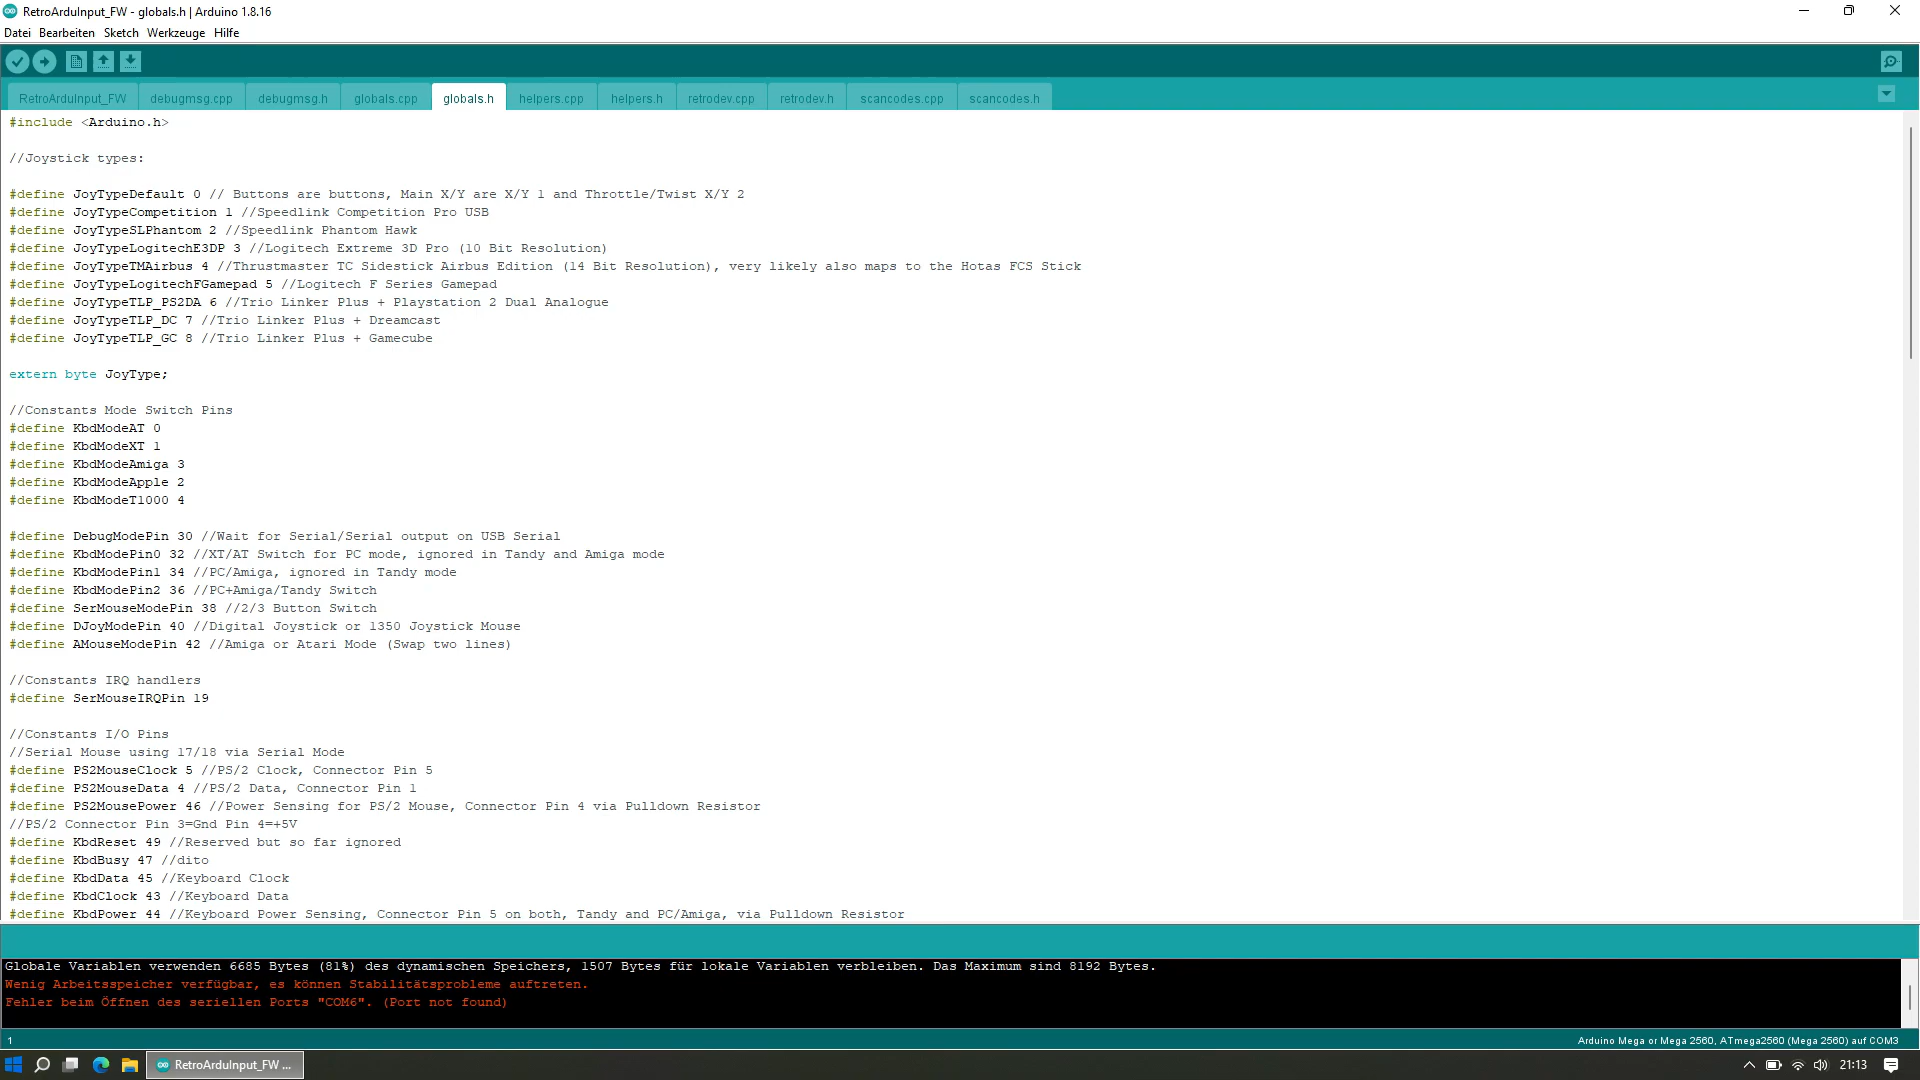 RetroArduInput_FW - globals.h | Arduino 1.8.16
Datei Bearbeiten Sketch Werkzeuge Hilfe
RetroArduInput_FW debugmsg.cpp debugmsg.h globals.cpp globals.h helpers.cpp helpers.h retrodev.cpp retrodev.h scancodes.cpp scancodes.h
#include <Arduino.h>
//Joystick types:
#define JoyTypeDefault 0 // Buttons are buttons, Main X/Y are X/Y 1 and Throttle/Twist X/Y 2
#define JoyTypeCompetition 1 //Speedlink Competition Pro USB
#define JoyTypeSLPhantom 2 //Speedlink Phantom Hawk
#define JoyTypeLogitechE3DP 3 //Logitech Extreme 3D Pro (10 Bit Resolution)
#define JoyTypeTMAirbus 4 //Thrustmaster TC Sidestick Airbus Edition (14 Bit Resolution), very likely also maps to the Hotas FCS Stick
#define JoyTypeLogitechFGamepad 5 //Logitech F Series Gamepad
#define JoyTypeTLP_PS2DA 6 //Trio Linker Plus + Playstation 2 Dual Analogue
#define JoyTypeTLP_DC 7 //Trio Linker Plus + Dreamcast
#define JoyTypeTLP_GC 8 //Trio Linker Plus + Gamecube
extern byte JoyType;
//Constants Mode Switch Pins
#define KbdModeAT 0
#define KbdModeXT 1
#define KbdModeAmiga 3
#define KbdModeApple 2
#define KbdModeT1000 4
#define DebugModePin 30 //Wait for Serial/Serial output on USB Serial
#define KbdModePin0 32 //XT/AT Switch for PC mode, ignored in Tandy and Amiga mode
#define KbdModePin1 34 //PC/Amiga, ignored in Tandy mode
#define KbdModePin2 36 //PC+Amiga/Tandy Switch
#define SerMouseModePin 38 //2/3 Button Switch
#define DJoyModePin 40 //Digital Joystick or 1350 Joystick Mouse
#define AMouseModePin 42 //Amiga or Atari Mode (Swap two lines)
//Constants IRQ handlers
#define SerMouseIRQPin 19
//Constants I/O Pins
//Serial Mouse using 17/18 via Serial Mode
#define PS2MouseClock 5 //PS/2 Clock, Connector Pin 5
#define PS2MouseData 4 //PS/2 Data, Connector Pin 1
#define PS2MousePower 46 //Power Sensing for PS/2 Mouse, Connector Pin 4 via Pulldown Resistor
//PS/2 Connector Pin 3=Gnd Pin 4=+5V
#define KbdReset 49 //Reserved but so far ignored
#define KbdBusy 47 //dito
#define KbdData 45 //Keyboard Clock
#define KbdClock 43 //Keyboard Data
#define KbdPower 44 //Keyboard Power Sensing, Connector Pin 5 on both, Tandy and PC/Amiga, via Pulldown Resistor
Globale Variablen verwenden 6685 Bytes (81%) des dynamischen Speichers, 1507 Bytes für lokale Variablen verbleiben. Das Maximum sind 8192 Bytes.
Wenig Arbeitsspeicher verfügbar, es können Stabilitätsprobleme auftreten.
Fehler beim Öffnen des seriellen Ports "COM6". (Port not found)
1 Arduino Mega or Mega 2560, ATmega2560 (Mega 2560) auf COM3
RetroArduInput_FW ... 21:13